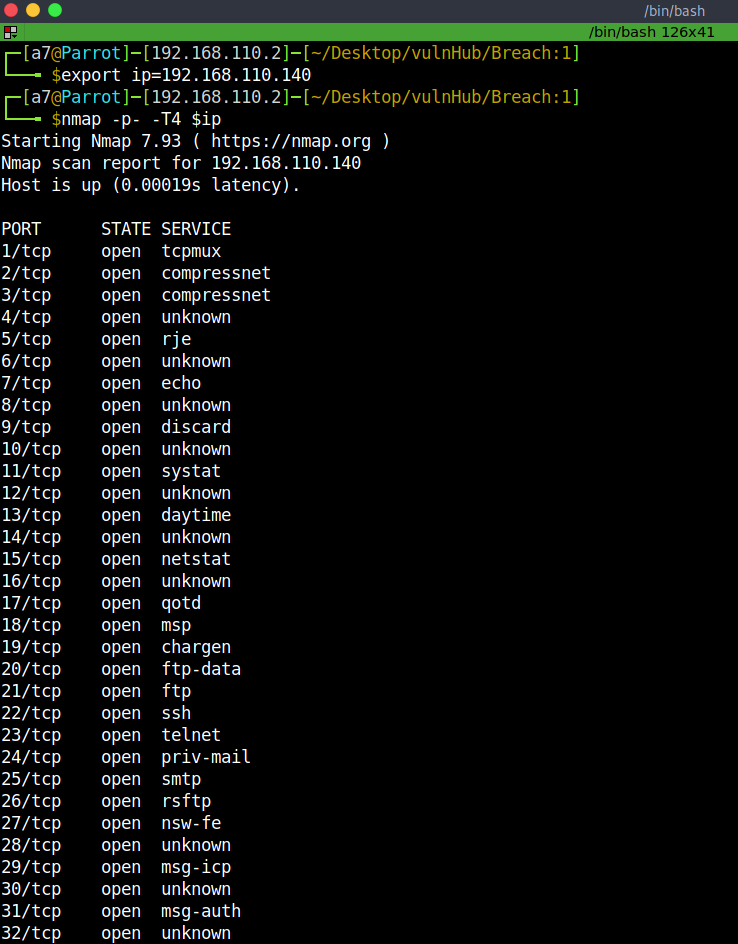 /bin/bash
/bin/bash 126x41
┌─[a7@Parrot]─[192.168.110.2]─[~/Desktop/vulnHub/Breach:1]
└──╼ $export ip=192.168.110.140
┌─[a7@Parrot]─[192.168.110.2]─[~/Desktop/vulnHub/Breach:1]
└──╼ $nmap -p- -T4 $ip
Starting Nmap 7.93 ( https://nmap.org )
Nmap scan report for 192.168.110.140
Host is up (0.00019s latency).
PORT      STATE SERVICE
1/tcp     open  tcpmux
2/tcp     open  compressnet
3/tcp     open  compressnet
4/tcp     open  unknown
5/tcp     open  rje
6/tcp     open  unknown
7/tcp     open  echo
8/tcp     open  unknown
9/tcp     open  discard
10/tcp    open  unknown
11/tcp    open  systat
12/tcp    open  unknown
13/tcp    open  daytime
14/tcp    open  unknown
15/tcp    open  netstat
16/tcp    open  unknown
17/tcp    open  qotd
18/tcp    open  msp
19/tcp    open  chargen
20/tcp    open  ftp-data
21/tcp    open  ftp
22/tcp    open  ssh
23/tcp    open  telnet
24/tcp    open  priv-mail
25/tcp    open  smtp
26/tcp    open  rsftp
27/tcp    open  nsw-fe
28/tcp    open  unknown
29/tcp    open  msg-icp
30/tcp    open  unknown
31/tcp    open  msg-auth
32/tcp    open  unknown